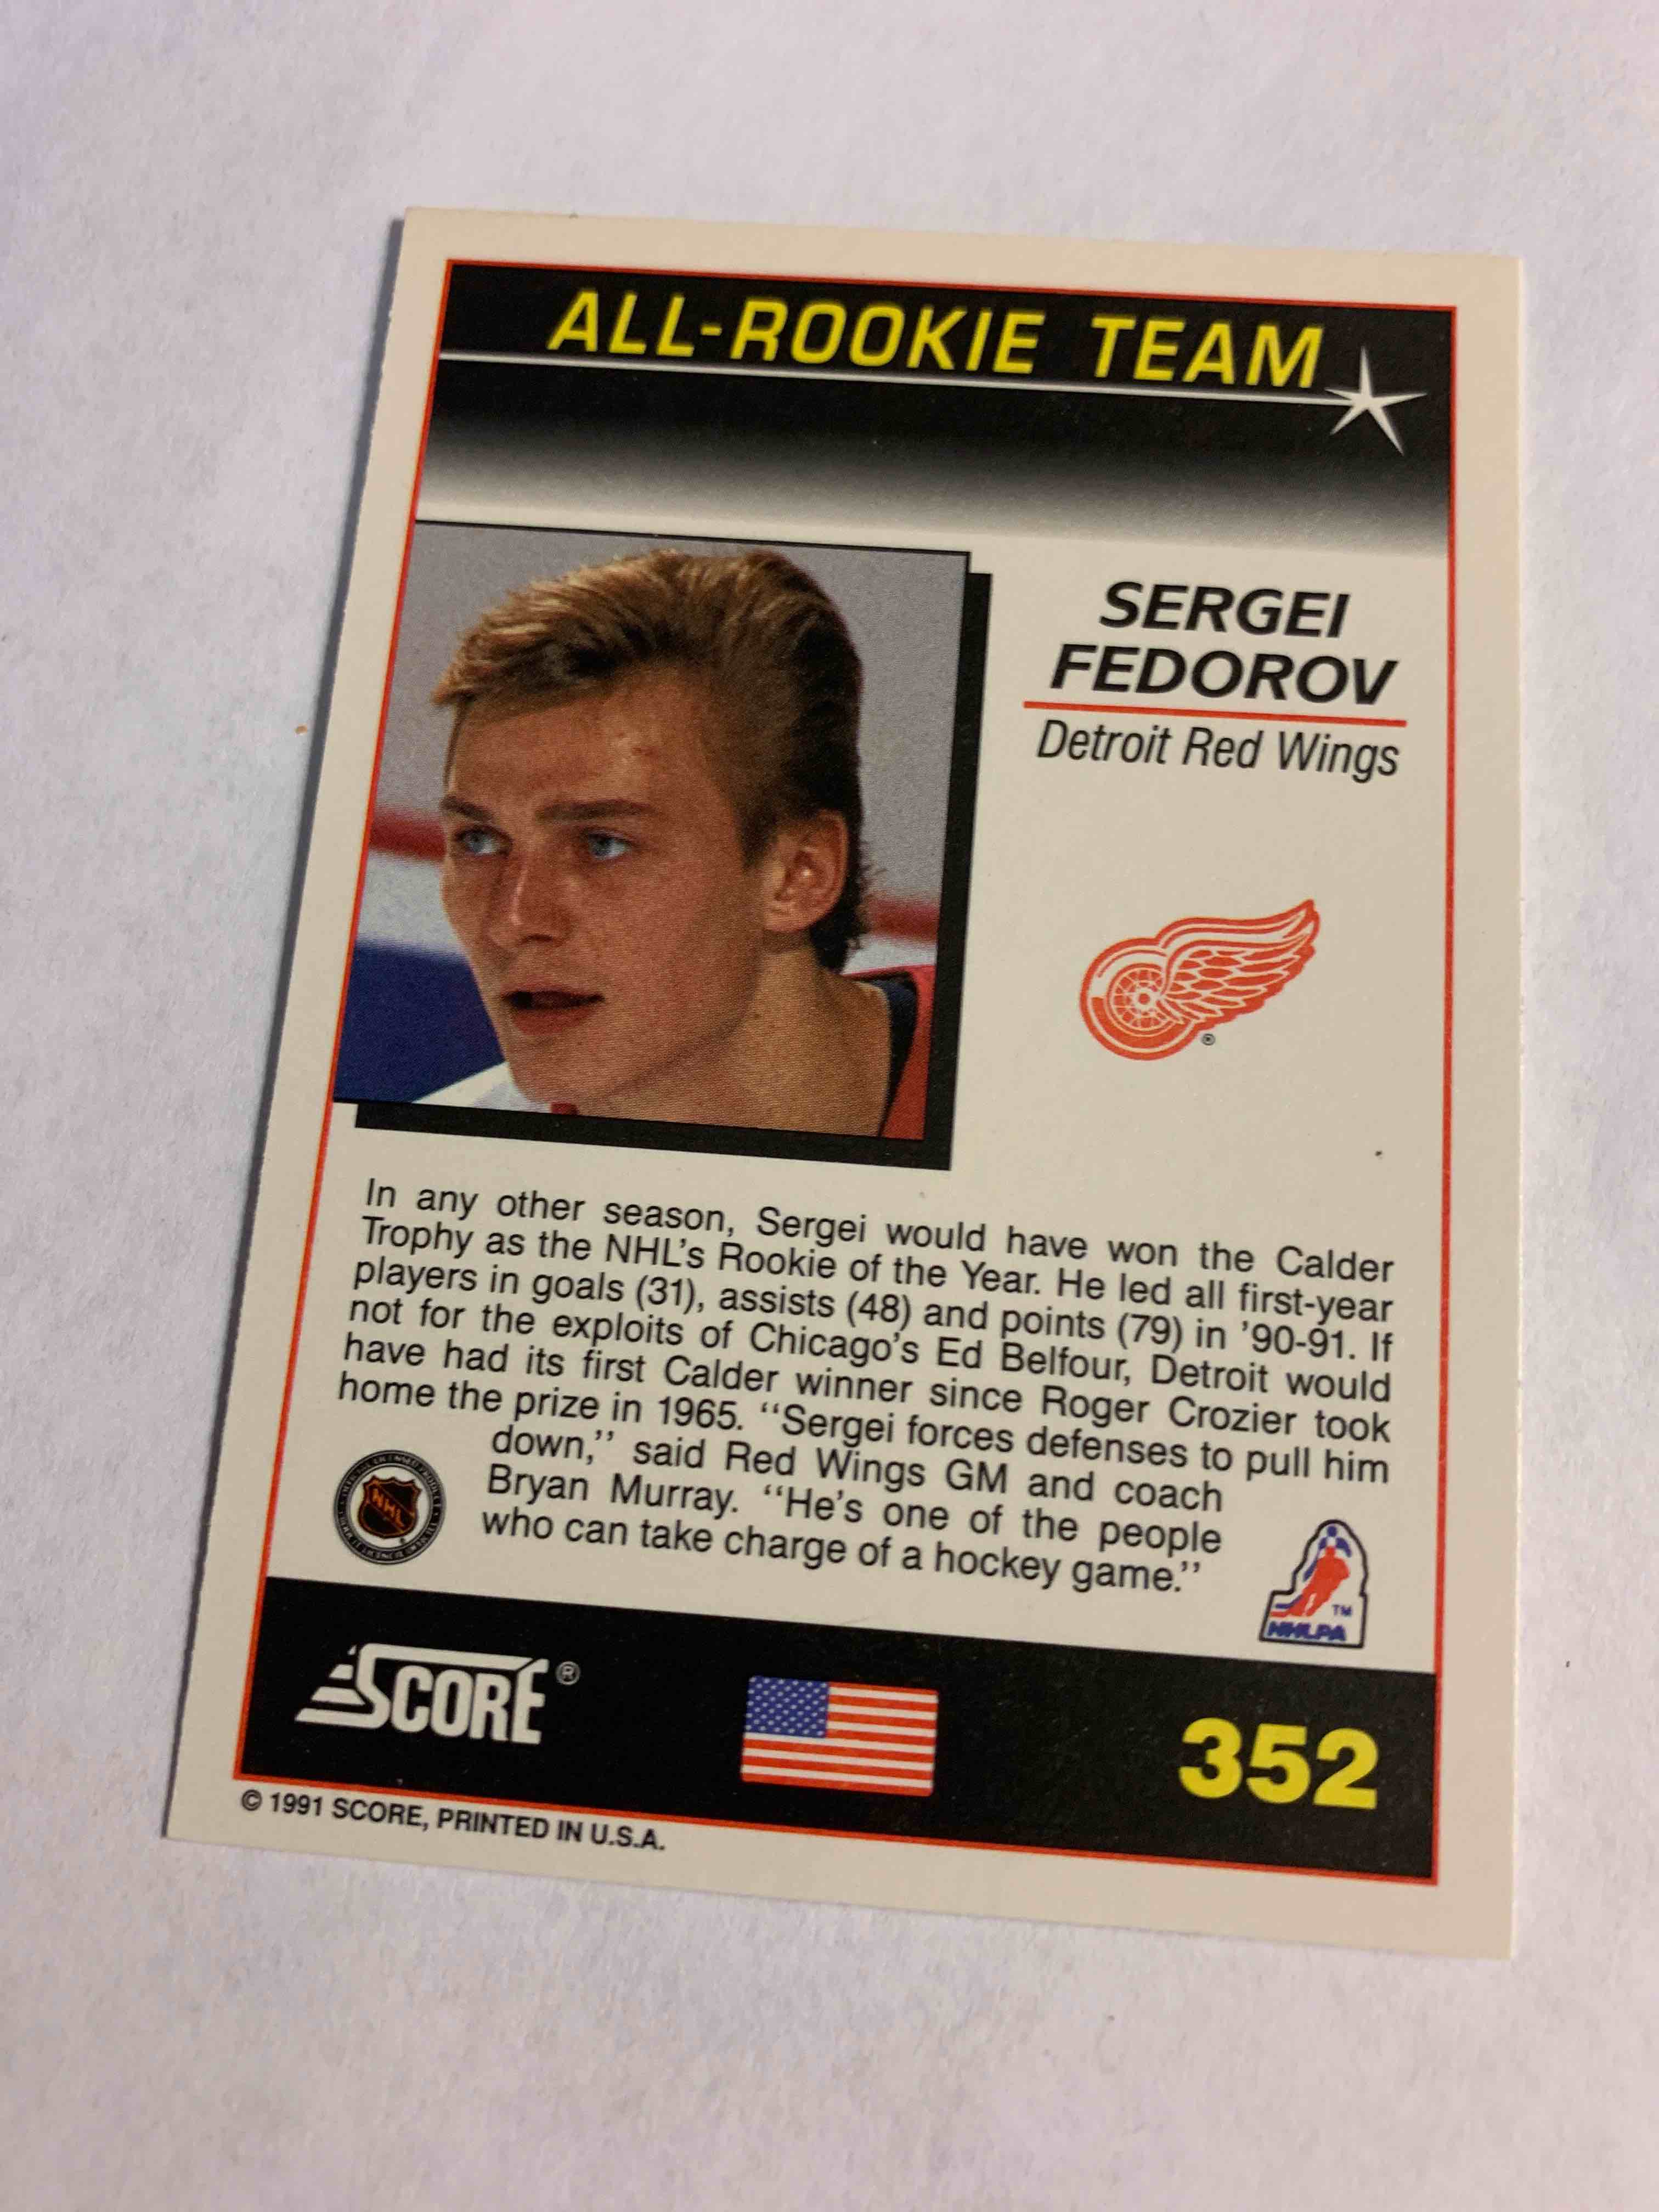 ALL-ROOKIE TEAM
SERGEI
FEDOROV
Detroit Red Wings
®
In any other season, Sergei would have won the Calder
Trophy as the NHL's Rookie of the Year. He led all first-year
players in goals (31), assists (48) and points (79) in '90-91. If
not for the exploits of Chicago's Ed Belfour, Detroit would
have had its first Calder winner since Roger Crozier took
home the prize in 1965. ‘‘Sergei forces defenses to pull him
down,’’ said Red Wings GM and coach
Bryan Murray. ‘‘He's one of the people
who can take charge of a hockey game.’’
NHL
TM
NHLPA
SCORE®
352
© 1991 SCORE, PRINTED IN U.S.A.